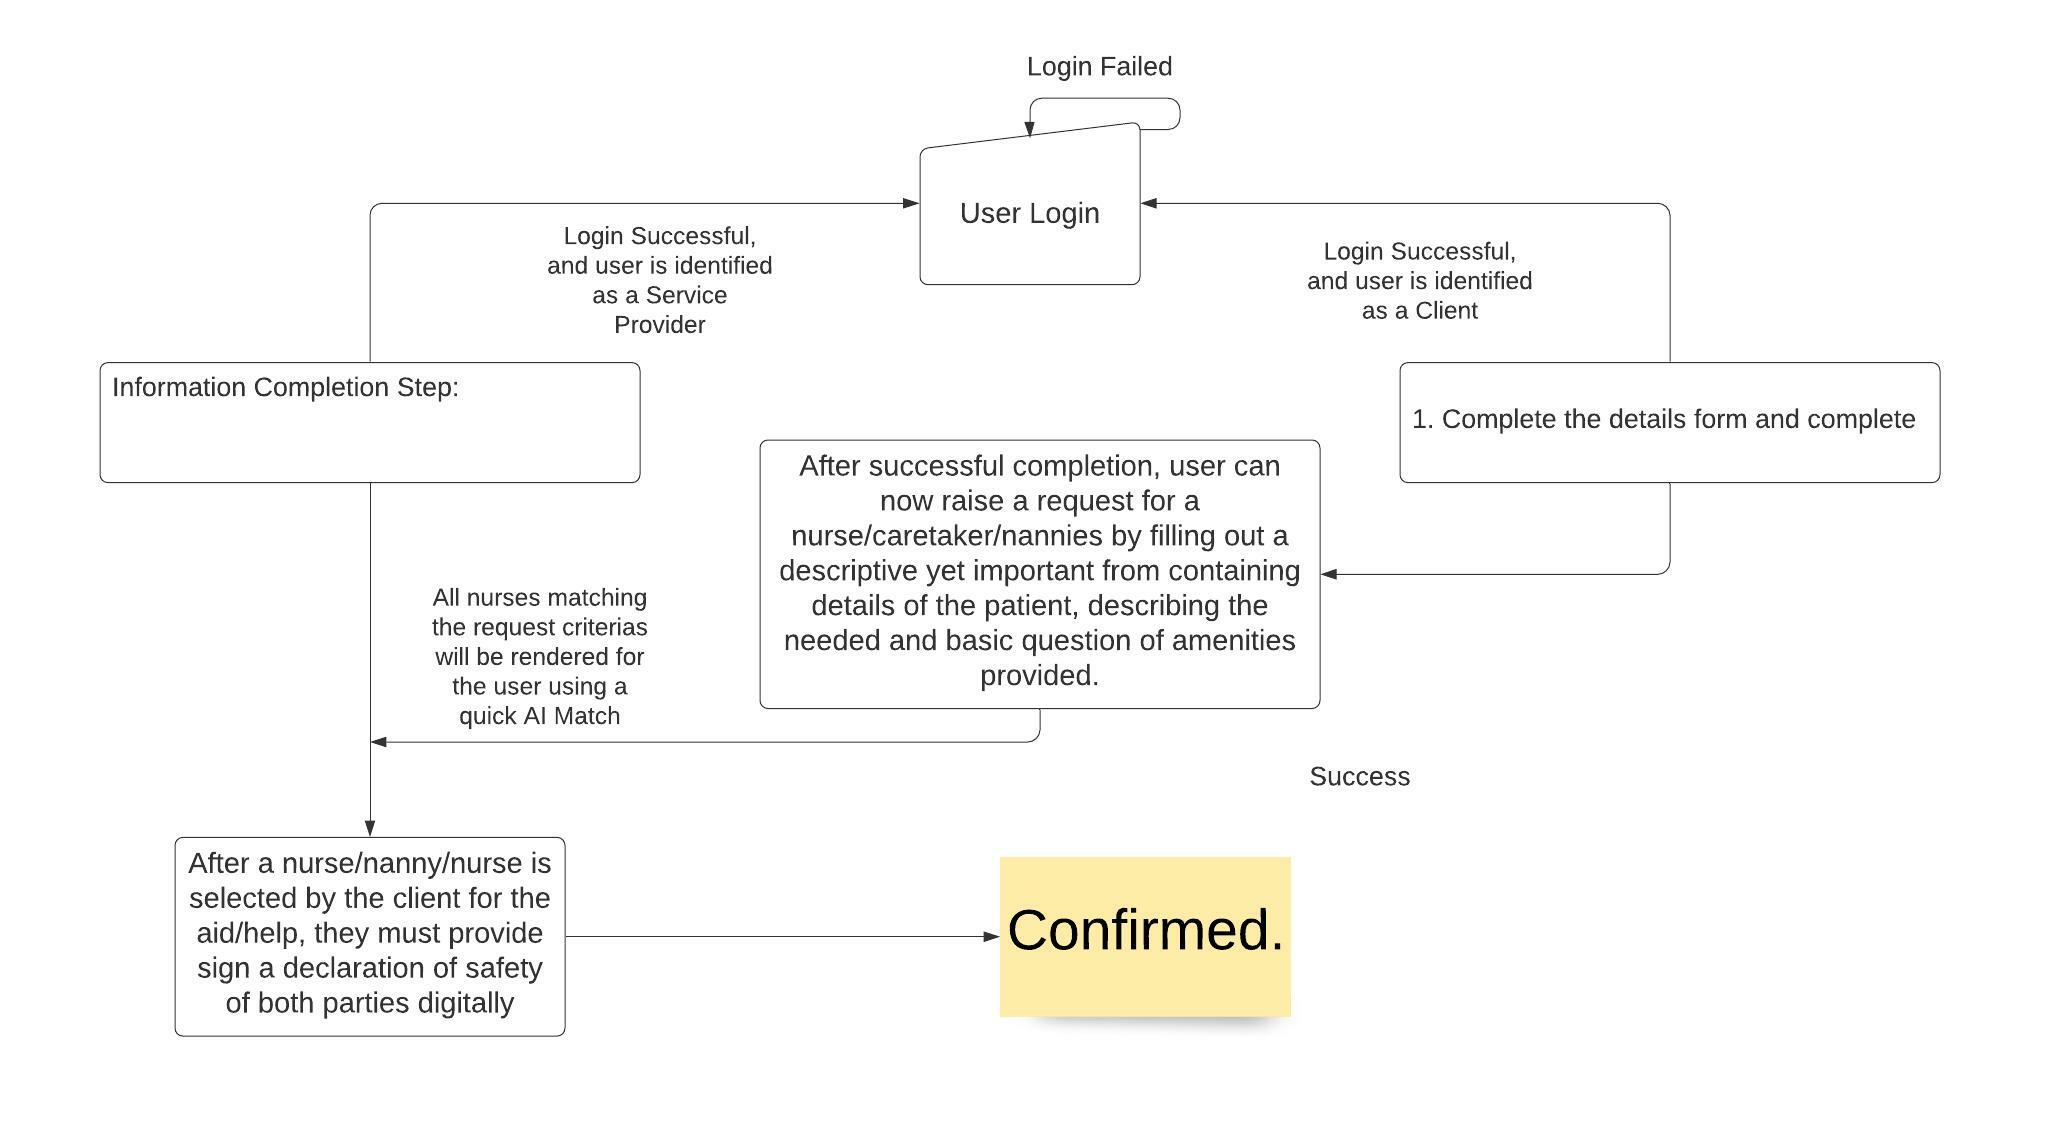 Login Failed
User Login
Login Successful,
and user is identified
as a Service
Provider
Login Successful,
and user is identified
as a Client
Information Completion Step:
1. Complete the details form and complete
After successful completion, user can
now raise a request for a
nurse/caretaker/nannies by filling out a
descriptive yet important from containing
details of the patient, describing the
needed and basic question of amenities
provided.
All nurses matching
the request criterias
will be rendered for
the user using a
quick AI Match
Success
After a nurse/nanny/nurse is
selected by the client for the
aid/help, they must provide
sign a declaration of safety
of both parties digitally
Confirmed.